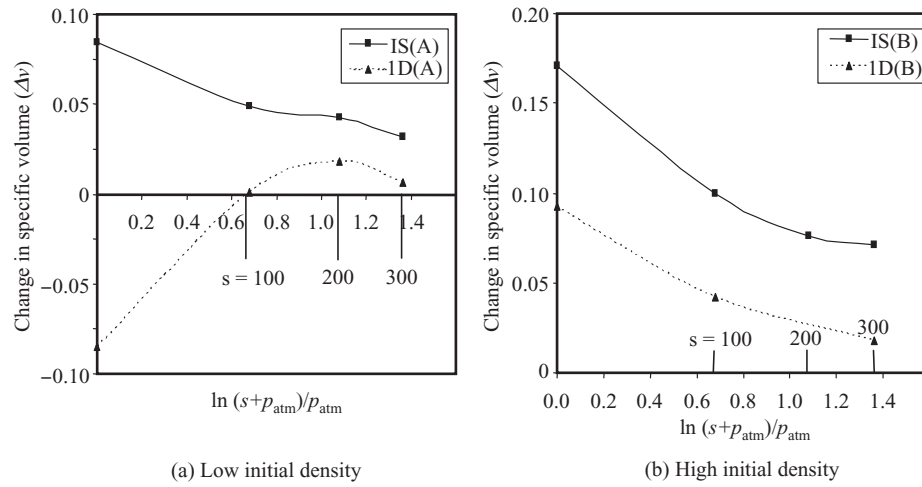 0.10
0.05
0
−0.05
−0.10
Change in specific volume (Δv)
IS(A)
1D(A)
0.2 0.4 0.6 0.8 1.0 1.2 1.4
s = 100 200 300
ln (s+patm)/patm
(a) Low initial density
0.20
0.15
0.10
0.05
0
Change in specific volume (Δv)
IS(B)
1D(B)
s = 100 200 300
0.0 0.2 0.4 0.6 0.8 1.0 1.2 1.4
ln (s+patm)/patm
(b) High initial density